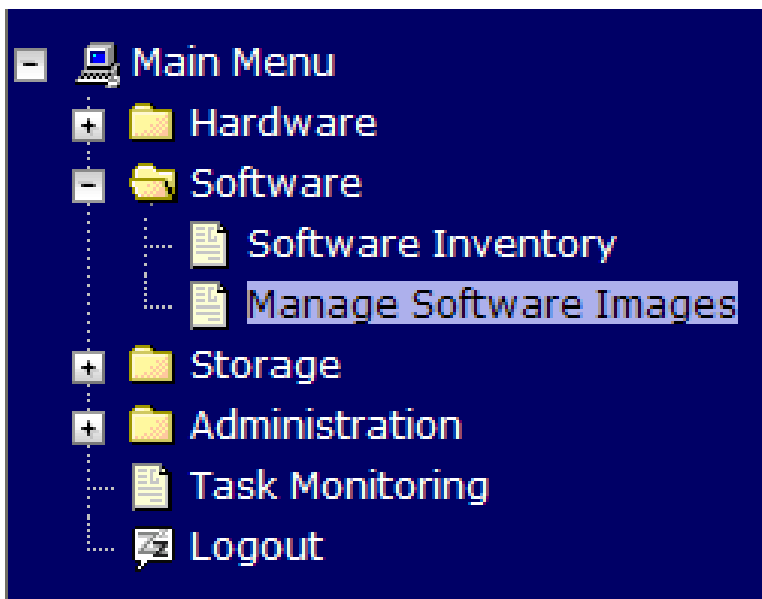 Main Menu
Hardware
Software
Software Inventory
Manage Software Images
Storage
Administration
Task Monitoring
Logout